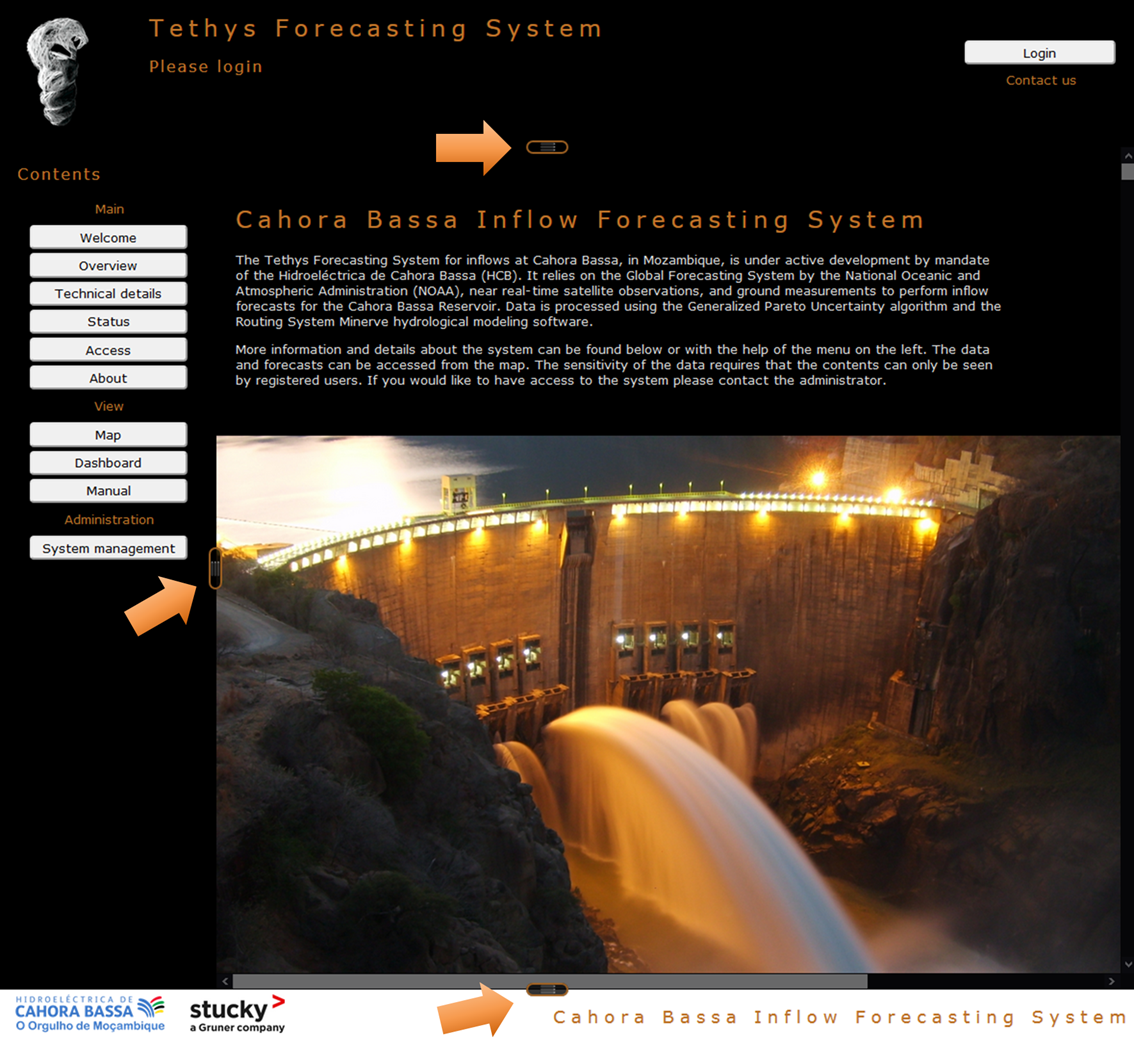 Tethys Forecasting System
Please login
Login
Contact us
Contents
Main
Welcome
Overview
Technical details
Status
Access
About
View
Map
Dashboard
Manual
Administration
System management
Cahora Bassa Inflow Forecasting System
The Tethys Forecasting System for inflows at Cahora Bassa, in Mozambique, is under active development by mandate
of the Hidroeléctrica de Cahora Bassa (HCB). It relies on the Global Forecasting System by the National Oceanic and
Atmospheric Administration (NOAA), near real-time satellite observations, and ground measurements to perform inflow
forecasts for the Cahora Bassa Reservoir. Data is processed using the Generalized Pareto Uncertainty algorithm and the
Routing System Minerve hydrological modeling software.
More information and details about the system can be found below or with the help of the menu on the left. The data
and forecasts can be accessed from the map. The sensitivity of the data requires that the contents can only be seen
by registered users. If you would like to have access to the system please contact the administrator.
HIDROELÉCTRICA DE
CAHORA BASSA
O Orgulho de Moçambique
stucky
a Gruner company
Cahora Bassa Inflow Forecasting System